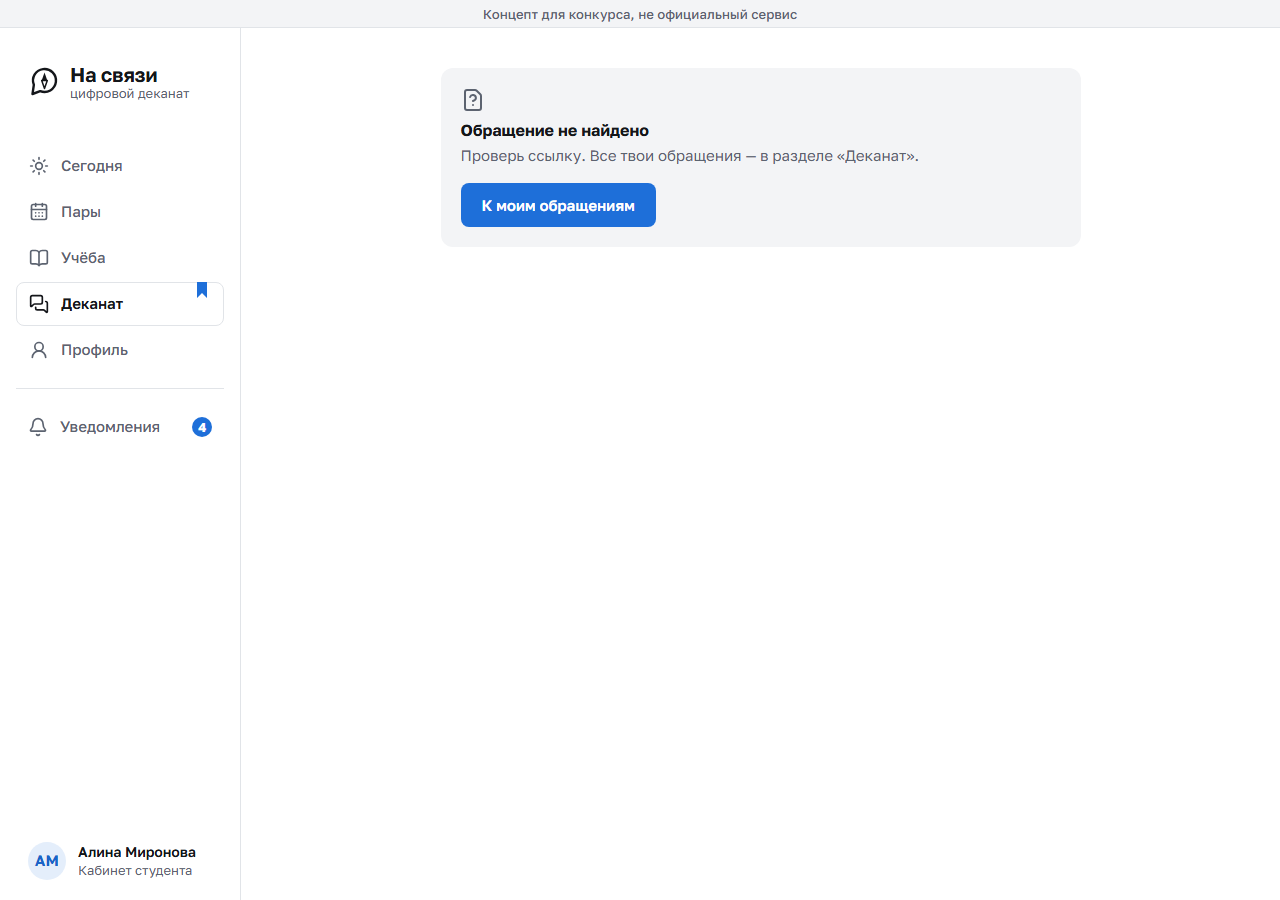 Концепт для конкурса, не официальный сервис
На связи
цифровой деканат
Сегодня
Пары
Учёба
Деканат
Профиль
Уведомления 4
Обращение не найдено
Проверь ссылку. Все твои обращения — в разделе «Деканат».
К моим обращениям
АМ
Алина Миронова
Кабинет студента